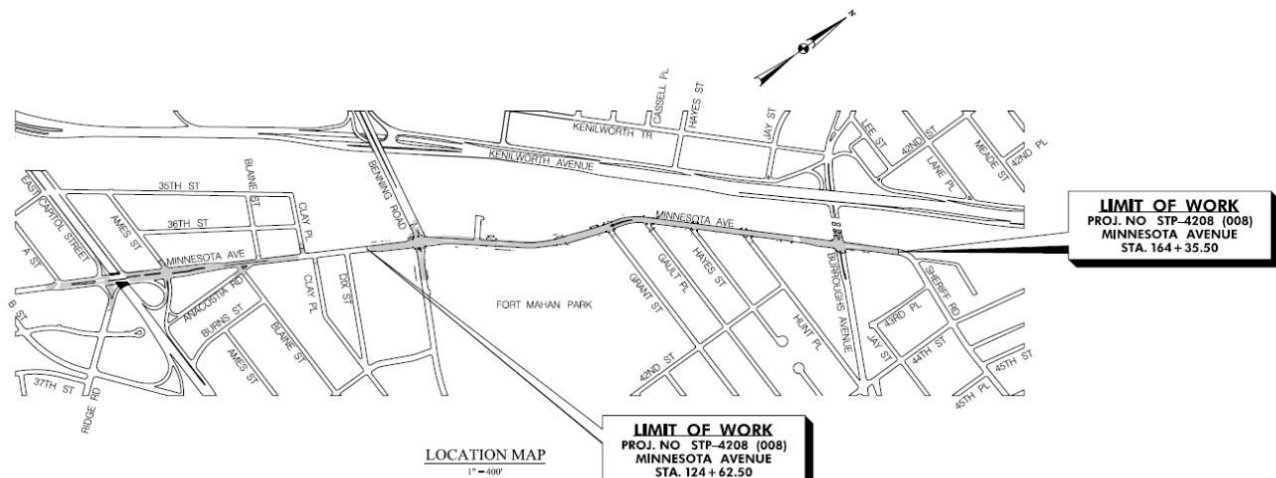 N
CASSELL PL
HAYES ST
KENILWORTH TR
JAY ST
LEE ST
42ND ST
LANE PL
MEADE ST
42ND PL
KENILWORTH AVENUE
BENNING ROAD
EAST
CAPITOL STREET
A ST
B ST
AMES ST
35TH ST
36TH ST
BLAINE ST
CLAY PL
MINNESOTA AVE
MINNESOTA AVE
ANACOSTIA RD
BURNS ST
AMES ST
BLAINE ST
CLAY PL
DIX ST
37TH ST
RIDGE RD
FORT MAHAN PARK
GRANT ST
GAULT PL
HAYES ST
HUNT PL
42ND ST
BURROUGHS AVENUE
SHERIFF RD
43RD PL
JAY ST
44TH ST
45TH ST
45TH PL
LIMIT OF WORK
PROJ. NO STP-4208 (008)
MINNESOTA AVENUE
STA. 164+35.50
LIMIT OF WORK
PROJ. NO STP-4208 (008)
MINNESOTA AVENUE
STA. 124+62.50
LOCATION MAP
1"=400'